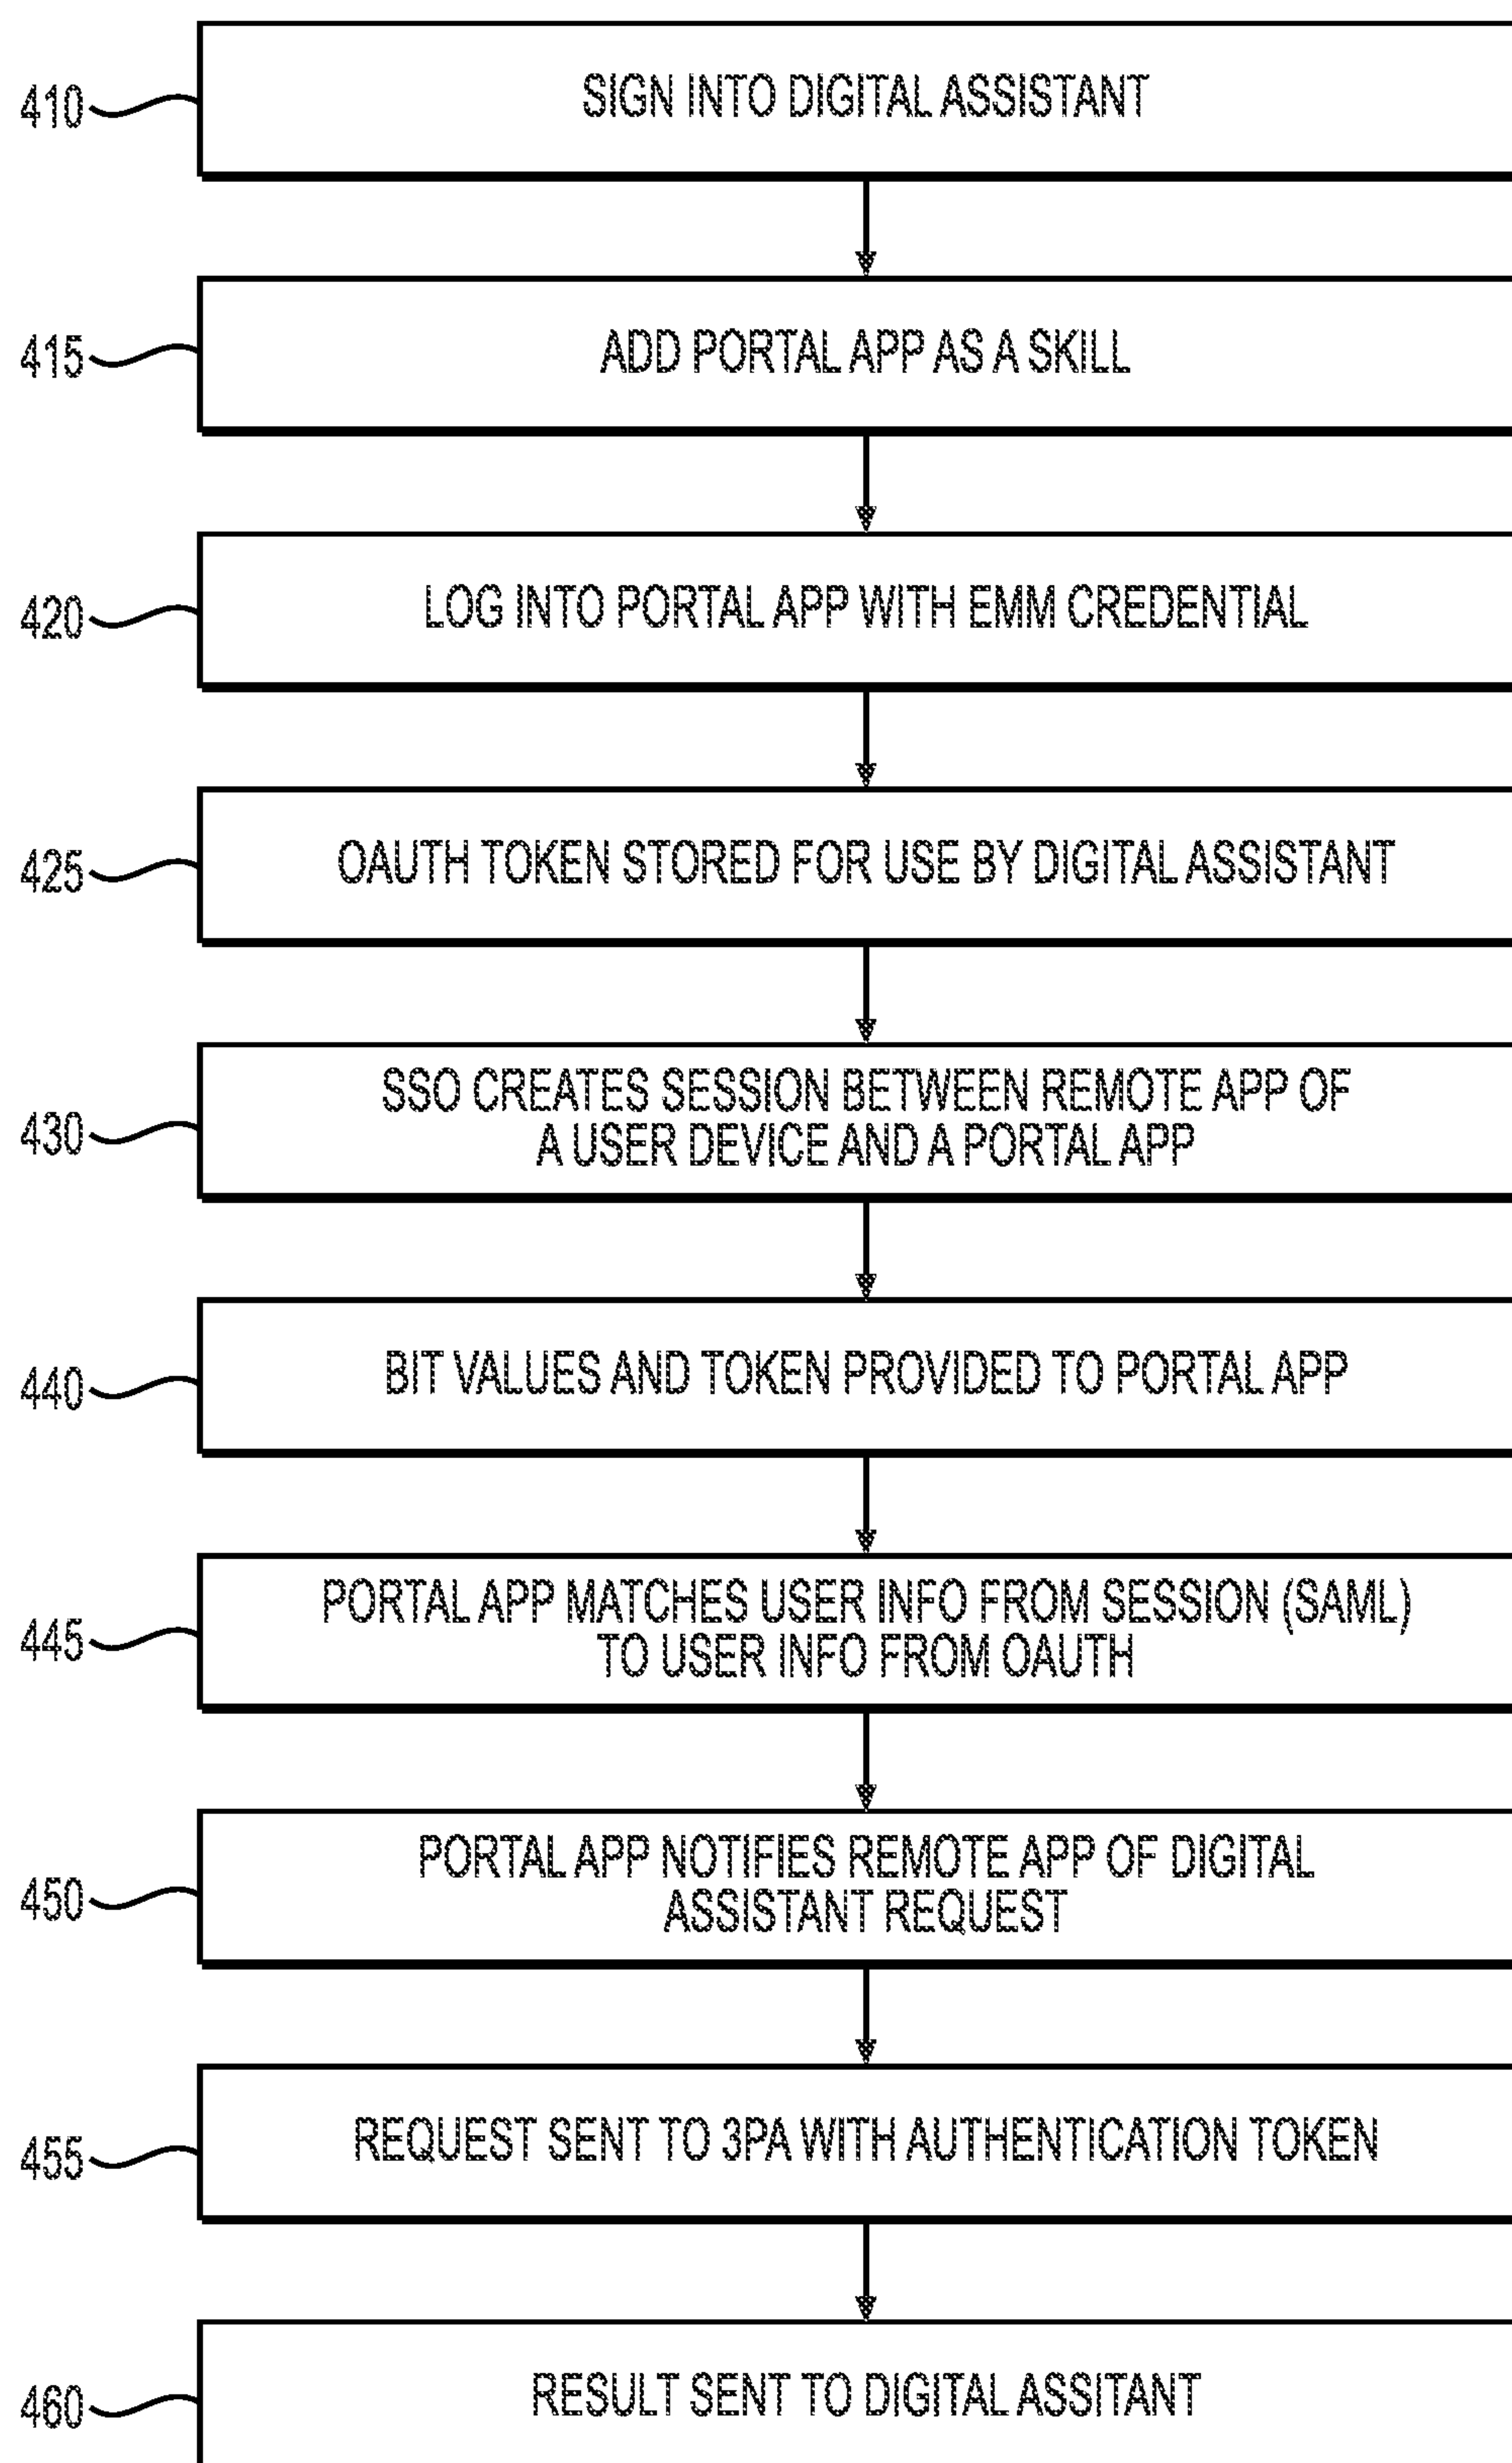 410
SIGN INTO DIGITAL ASSISTANT
415
ADD PORTAL APP AS A SKILL
420
LOG INTO PORTAL APP WITH EMM CREDENTIAL
425
OAUTH TOKEN STORED FOR USE BY DIGITAL ASSISTANT
430
SSO CREATES SESSION BETWEEN REMOTE APP OF
A USER DEVICE AND A PORTAL APP
440
BIT VALUES AND TOKEN PROVIDED TO PORTAL APP
445
PORTAL APP MATCHES USER INFO FROM SESSION (SAML)
TO USER INFO FROM OAUTH
450
PORTAL APP NOTIFIES REMOTE APP OF DIGITAL
ASSISTANT REQUEST
455
REQUEST SENT TO 3PA WITH AUTHENTICATION TOKEN
460
RESULT SENT TO DIGITAL ASSITANT